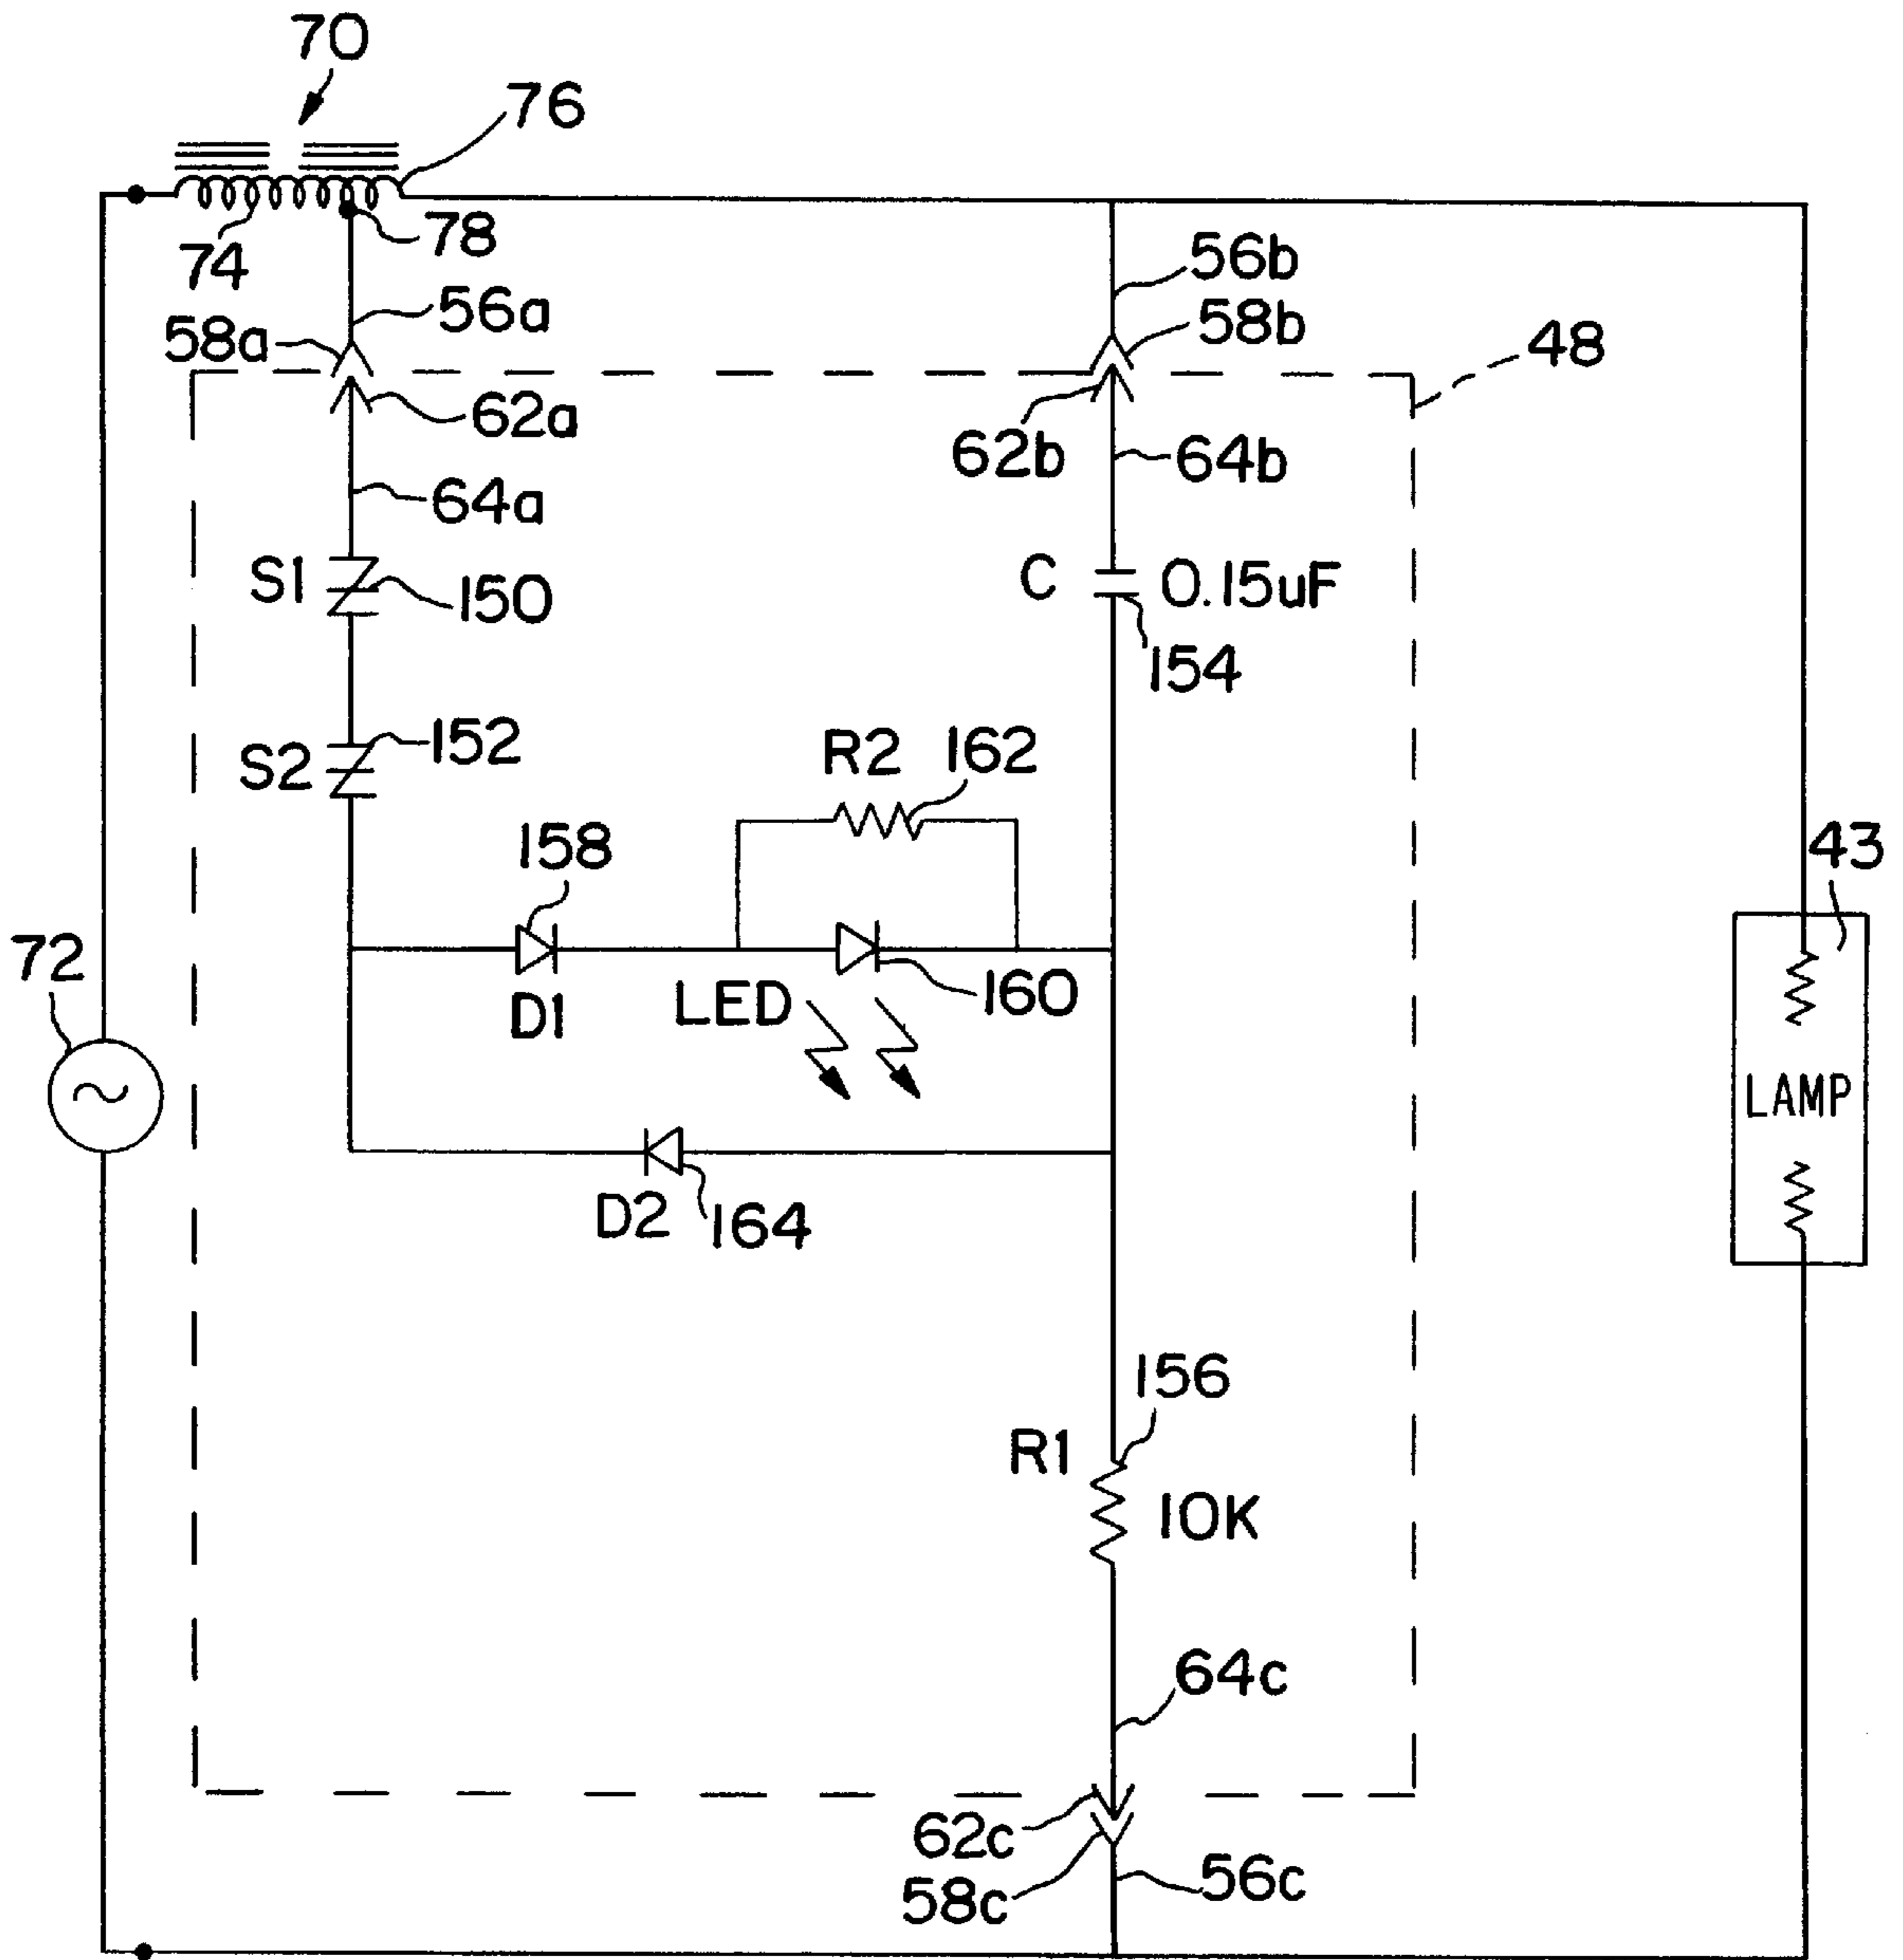 70
76
74
78
56a
56b
58a
58b
48
62a
62b
64a
64b
S1
150
C
0.15uF
154
S2
152
R2
162
158
43
72
D1
LED
160
LAMP
D2
164
156
R1
10K
64c
62c
58c
56c